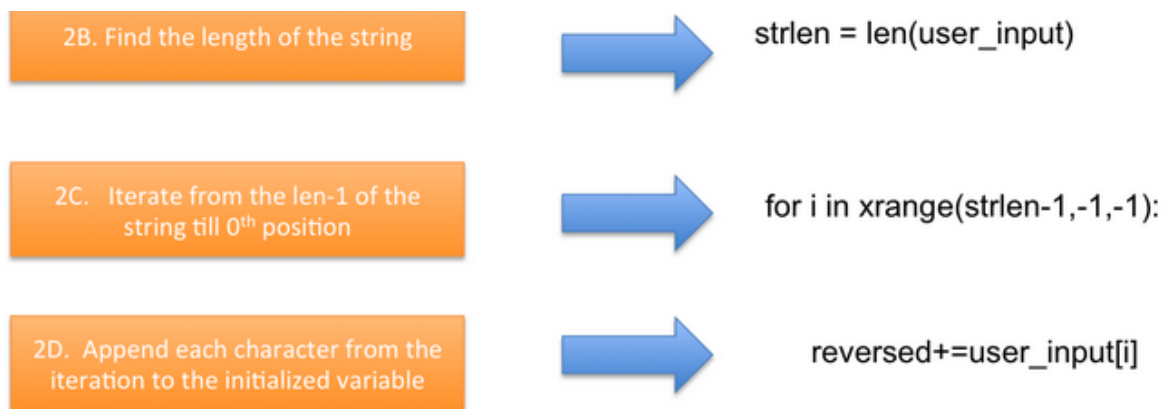 2B. Find the length of the string
strlen = len(user_input)
2C. Iterate from the len-1 of the
string till 0th position
for i in xrange(strlen-1,-1,-1):
2D. Append each character from the
iteration to the initialized variable
reversed+=user_input[i]